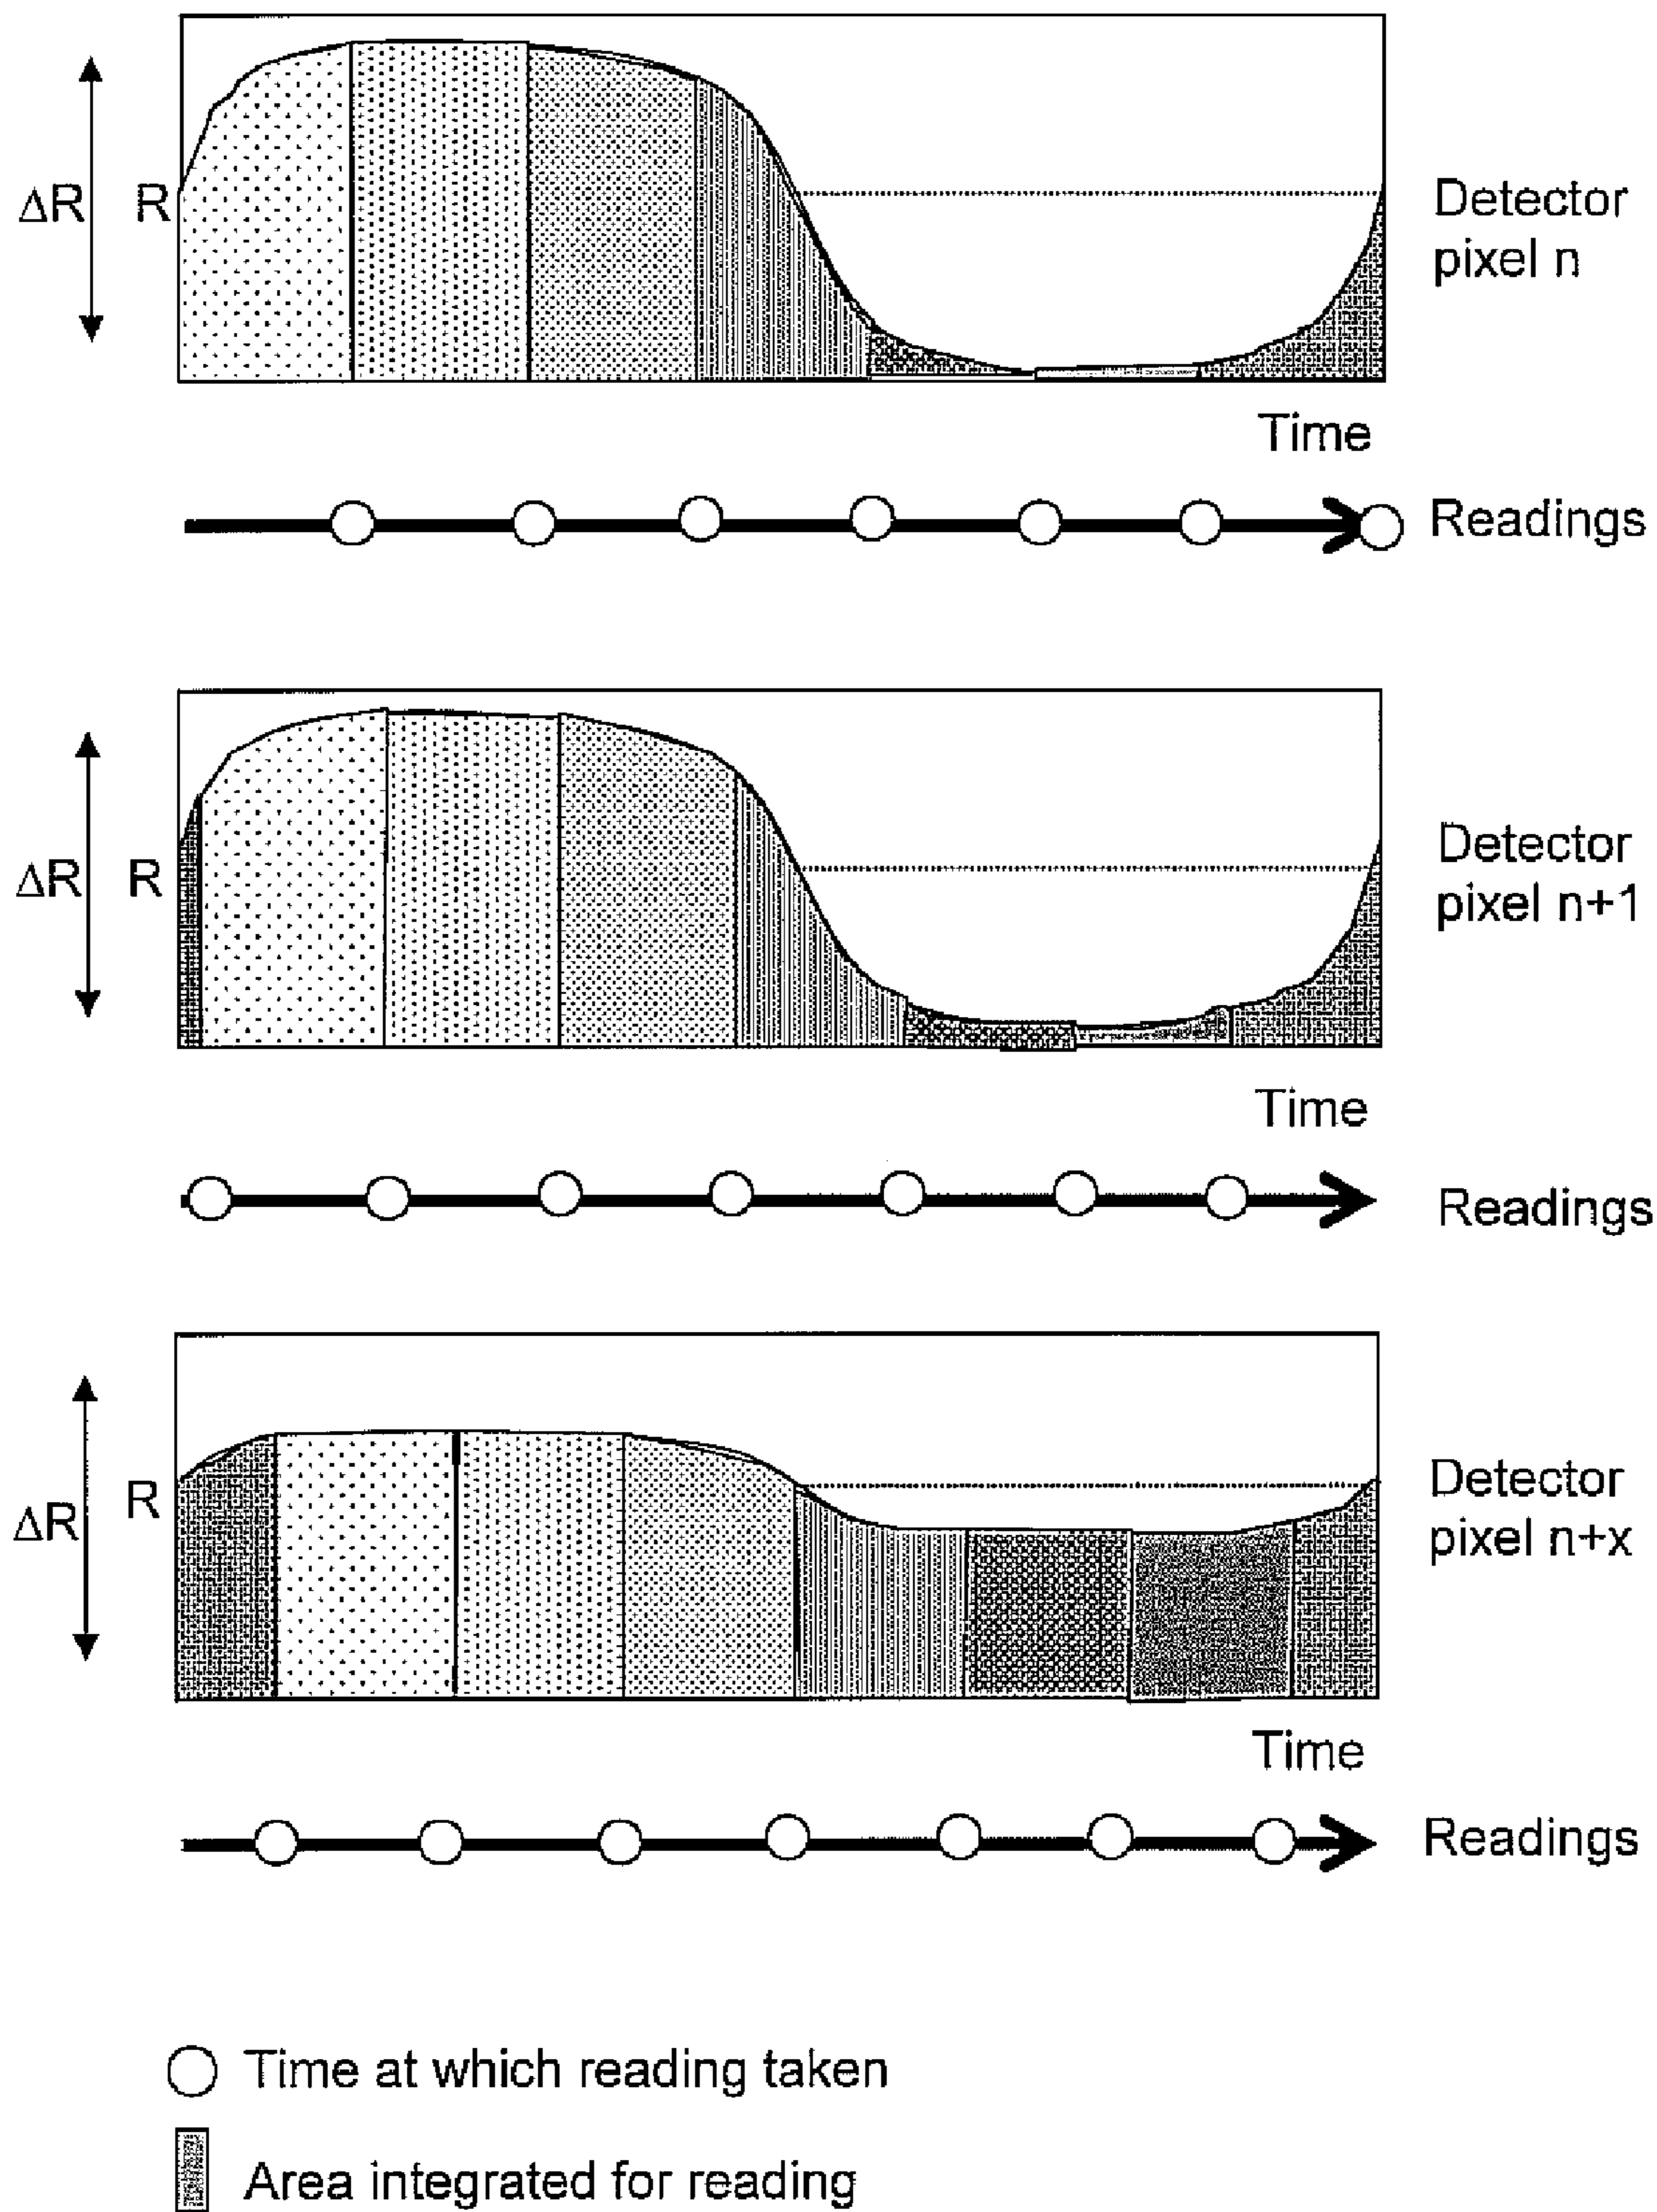 ΔR
R
Detector
pixel n
Time
Readings
ΔR
R
Detector
pixel n+1
Time
Readings
ΔR
R
Detector
pixel n+x
Time
Readings
Time at which reading taken
Area integrated for reading